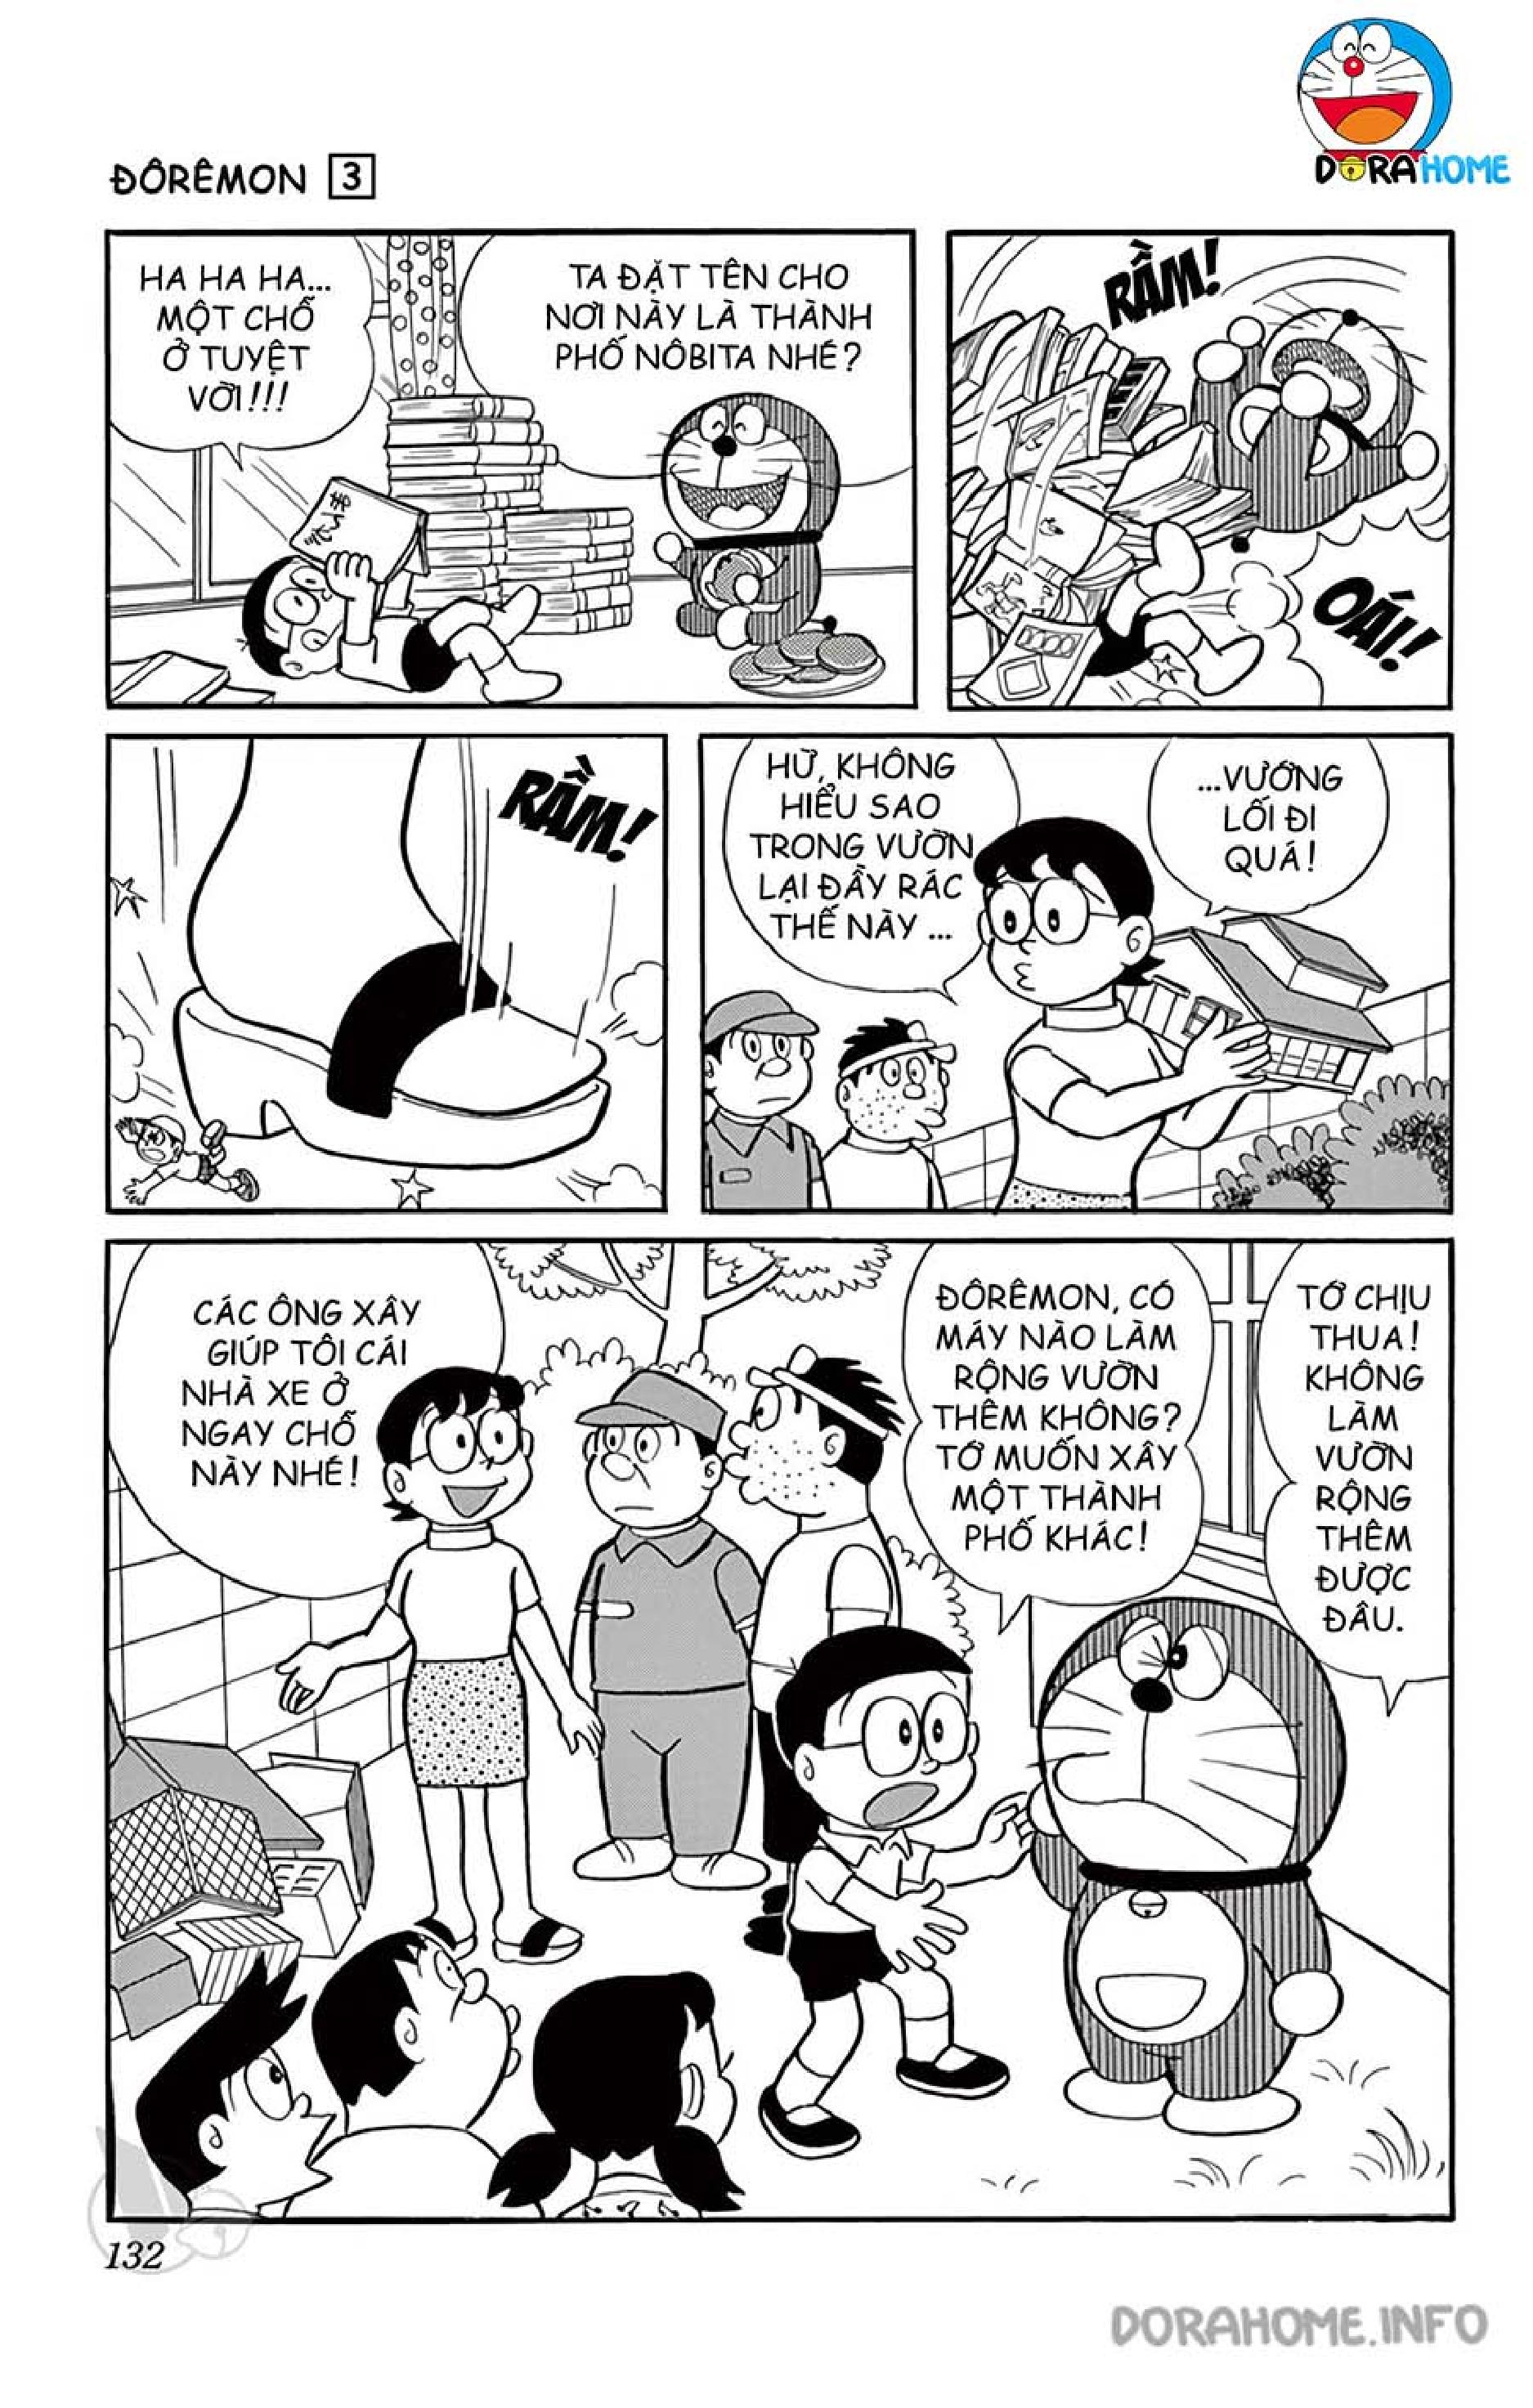 DORAHOME
ĐÔRÊMON 3
HA HA HA...
MỘT CHỖ
Ở TUYỆT
VỜI!!!
TA ĐẶT TÊN CHO
NƠI NÀY LÀ THÀNH
PHỐ NÔBITA NHÉ?
RẦM!
OÁI!
RẦM!
HỪ, KHÔNG
HIỂU SAO
TRONG VƯỜN
LẠI ĐẦY RÁC
THẾ NÀY ...
...VƯỚNG
LỐI ĐI
QUÁ!
CÁC ÔNG XÂY
GIÚP TÔI CÁI
NHÀ XE Ở
NGAY CHỖ
NÀY NHÉ!
ĐÔRÊMON, CÓ
MÁY NÀO LÀM
RỘNG VƯỜN
THÊM KHÔNG?
TỚ MUỐN XÂY
MỘT THÀNH
PHỐ KHÁC!
TỚ CHỊU
THUA!
KHÔNG
LÀM
VƯỜN
RỘNG
THÊM
ĐƯỢC
ĐÂU.
132
DORAHOME.INFO